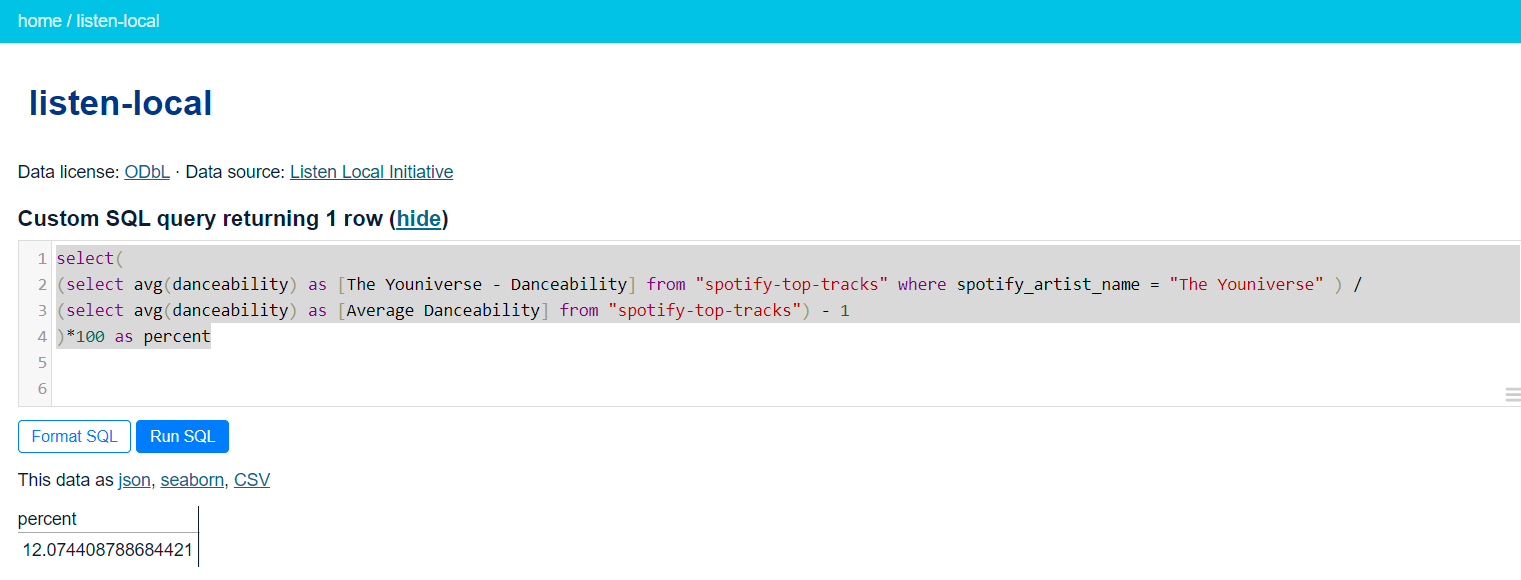 home / listen-local
listen-local
Data license: ODbL · Data source: Listen Local Initiative
Custom SQL query returning 1 row (hide)
1 select(
2 (select avg(danceability) as [The Youniverse - Danceability] from "spotify-top-tracks" where spotify_artist_name = "The Youniverse" ) /
3 (select avg(danceability) as [Average Danceability] from "spotify-top-tracks") - 1
4 )*100 as percent
5
6
Format SQL Run SQL
This data as json, seaborn, CSV
percent
12.074408788684421